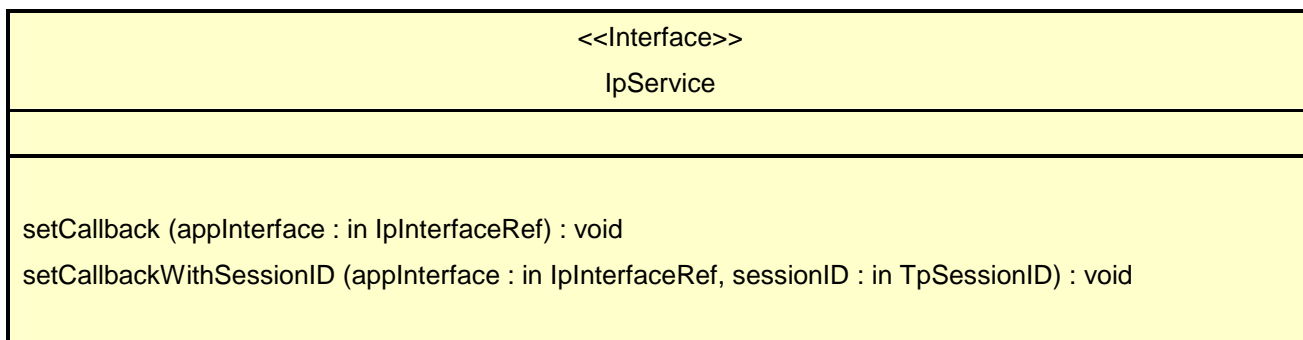 <<Interface>>
IpService
setCallback (appInterface : in IpInterfaceRef) : void
setCallbackWithSessionID (appInterface : in IpInterfaceRef, sessionID : in TpSessionID) : void